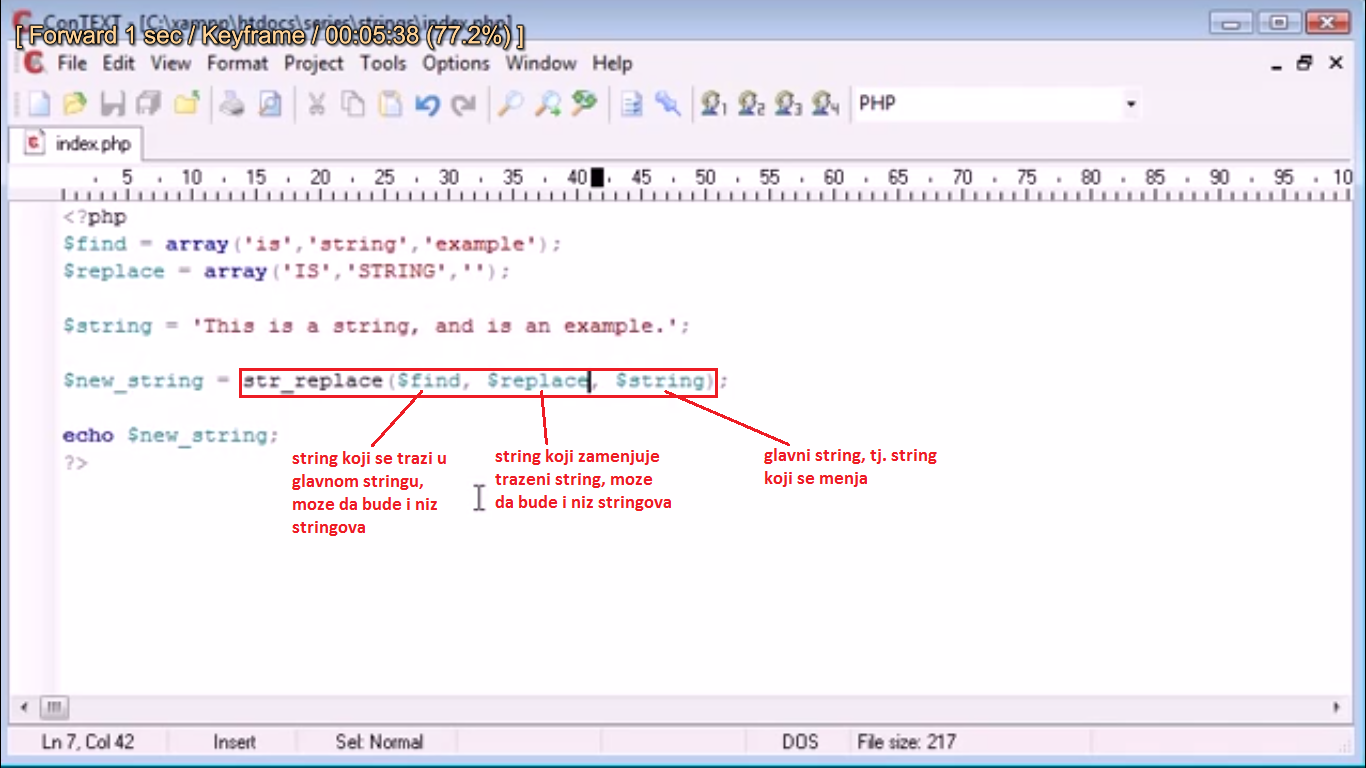 ConTEXT - [C:\xampp\htdocs\series\strings\index.php]
[ Forward 1 sec / Keyframe / 00:05:38 (77.2%) ]
File Edit View Format Project Tools Options Window Help
1 2 3 4 PHP
index.php
5 10 15 20 25 30 35 40 45 50 55 60 65 70 75 80 85 90 95 10
<?php
$find = array('is','string','example');
$replace = array('IS','STRING','');
$string = 'This is a string, and is an example.';
$new_string = str_replace($find, $replace, $string);
echo $new_string;
?>
string koji se trazi u
glavnom stringu,
moze da bude i niz
stringova
string koji zamenjuje
trazeni string, moze
da bude i niz stringova
glavni string, tj. string
koji se menja
Ln 7, Col 42 Insert Sel: Normal DOS File size: 217